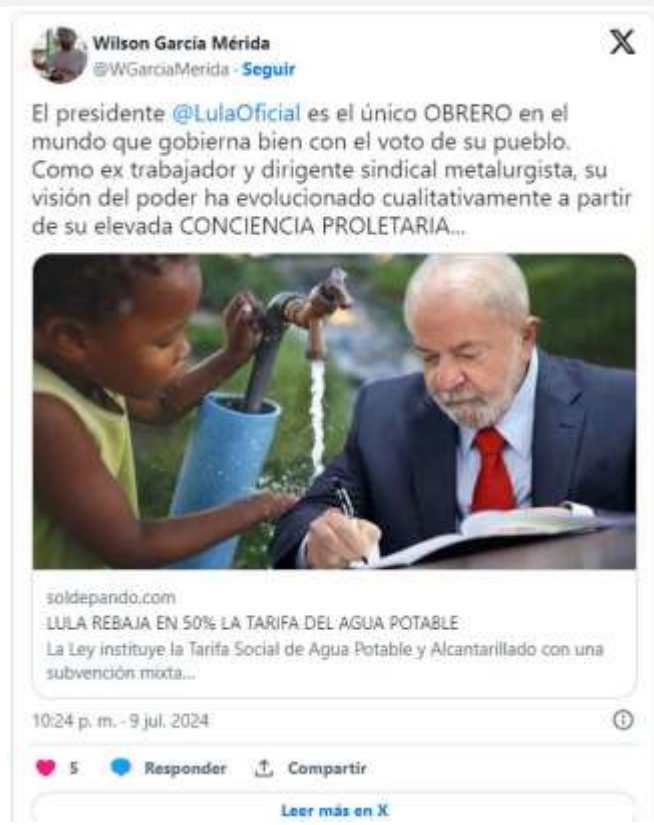 Wilson García Mérida
@WGarciaMerida · Seguir
El presidente @LulaOficial es el único OBRERO en el
mundo que gobierna bien con el voto de su pueblo.
Como ex trabajador y dirigente sindical metalurgista, su
visión del poder ha evolucionado cualitativamente a partir
de su elevada CONCIENCIA PROLETARIA...
soldepando.com
LULA REBAJA EN 50% LA TARIFA DEL AGUA POTABLE
La Ley instituye la Tarifa Social de Agua Potable y Alcantarillado con una
subvención mixta...
10:24 p. m. · 9 jul. 2024
5 Responder Compartir
Leer más en X